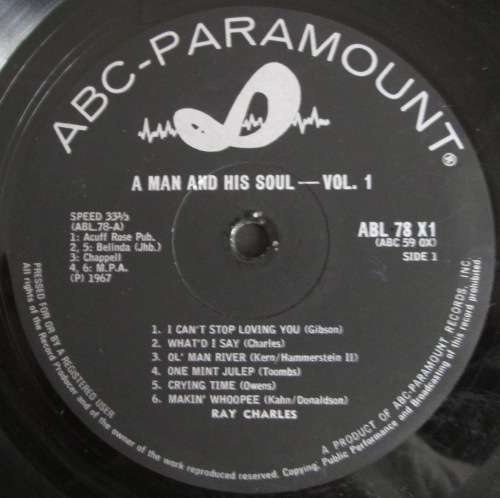 ABC-PARAMOUNT®
A MAN AND HIS SOUL — VOL. 1
SPEED 33⅓
(ABL.78-A)
1: Acuff Rose Pub.
2, 5: Belinda (Jhb.)
3: Chappell
4, 6: M.P.A.
(P) 1967
ABL 78 X1
(ABC 59 OX)
SIDE 1
1. I CAN'T STOP LOVING YOU (Gibson)
2. WHAT'D I SAY (Charles)
3. OL' MAN RIVER (Kern/Hammerstein II)
4. ONE MINT JULEP (Toombs)
5. CRYING TIME (Owens)
6. MAKIN' WHOOPEE (Kahn/Donaldson)
RAY CHARLES
PRESSED FOR OR BY A REGISTERED USER
All rights of the Record Producer and of the owner of the work reproduced reserved. Copying, Public Performance and Broadcasting of this record prohibited.
A PRODUCT OF ABC-PARAMOUNT RECORDS, INC.